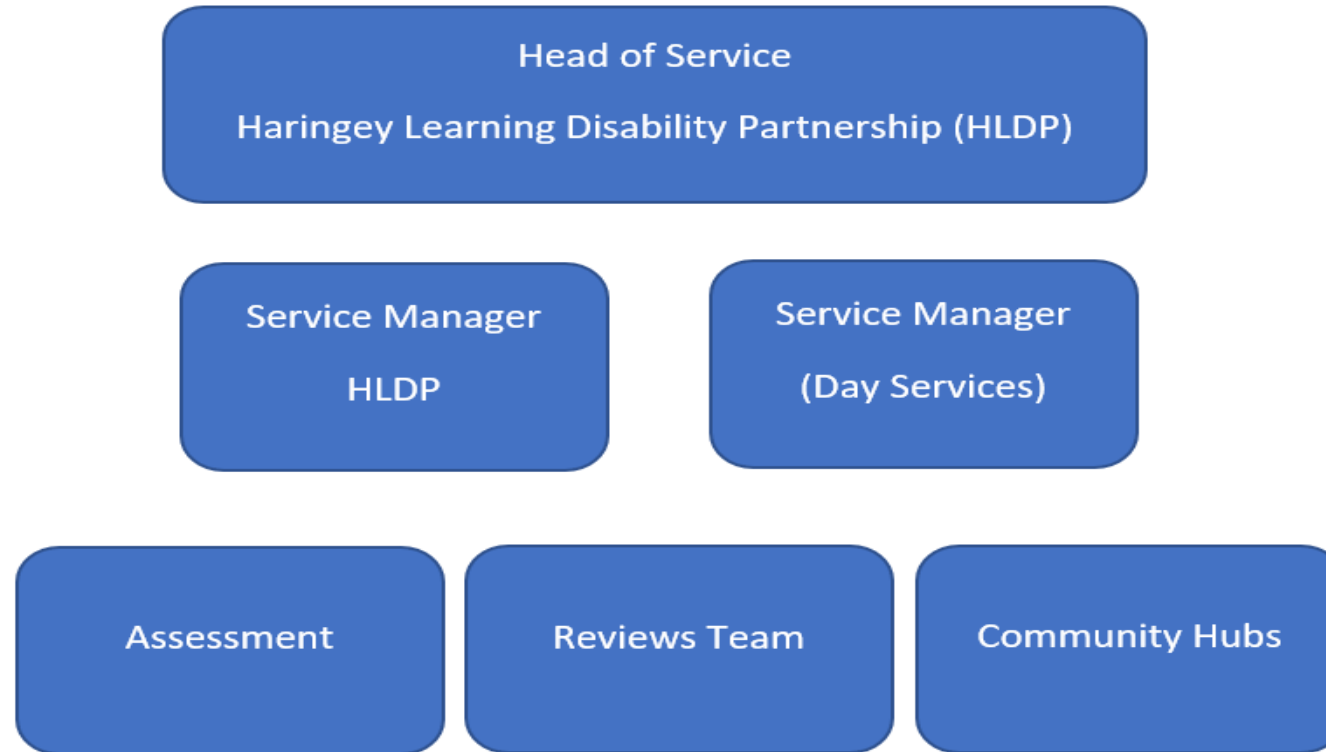 Head of Service
Haringey Learning Disability Partnership (HLDP)
Service Manager
HLDP
Service Manager
(Day Services)
Assessment
Reviews Team
Community Hubs